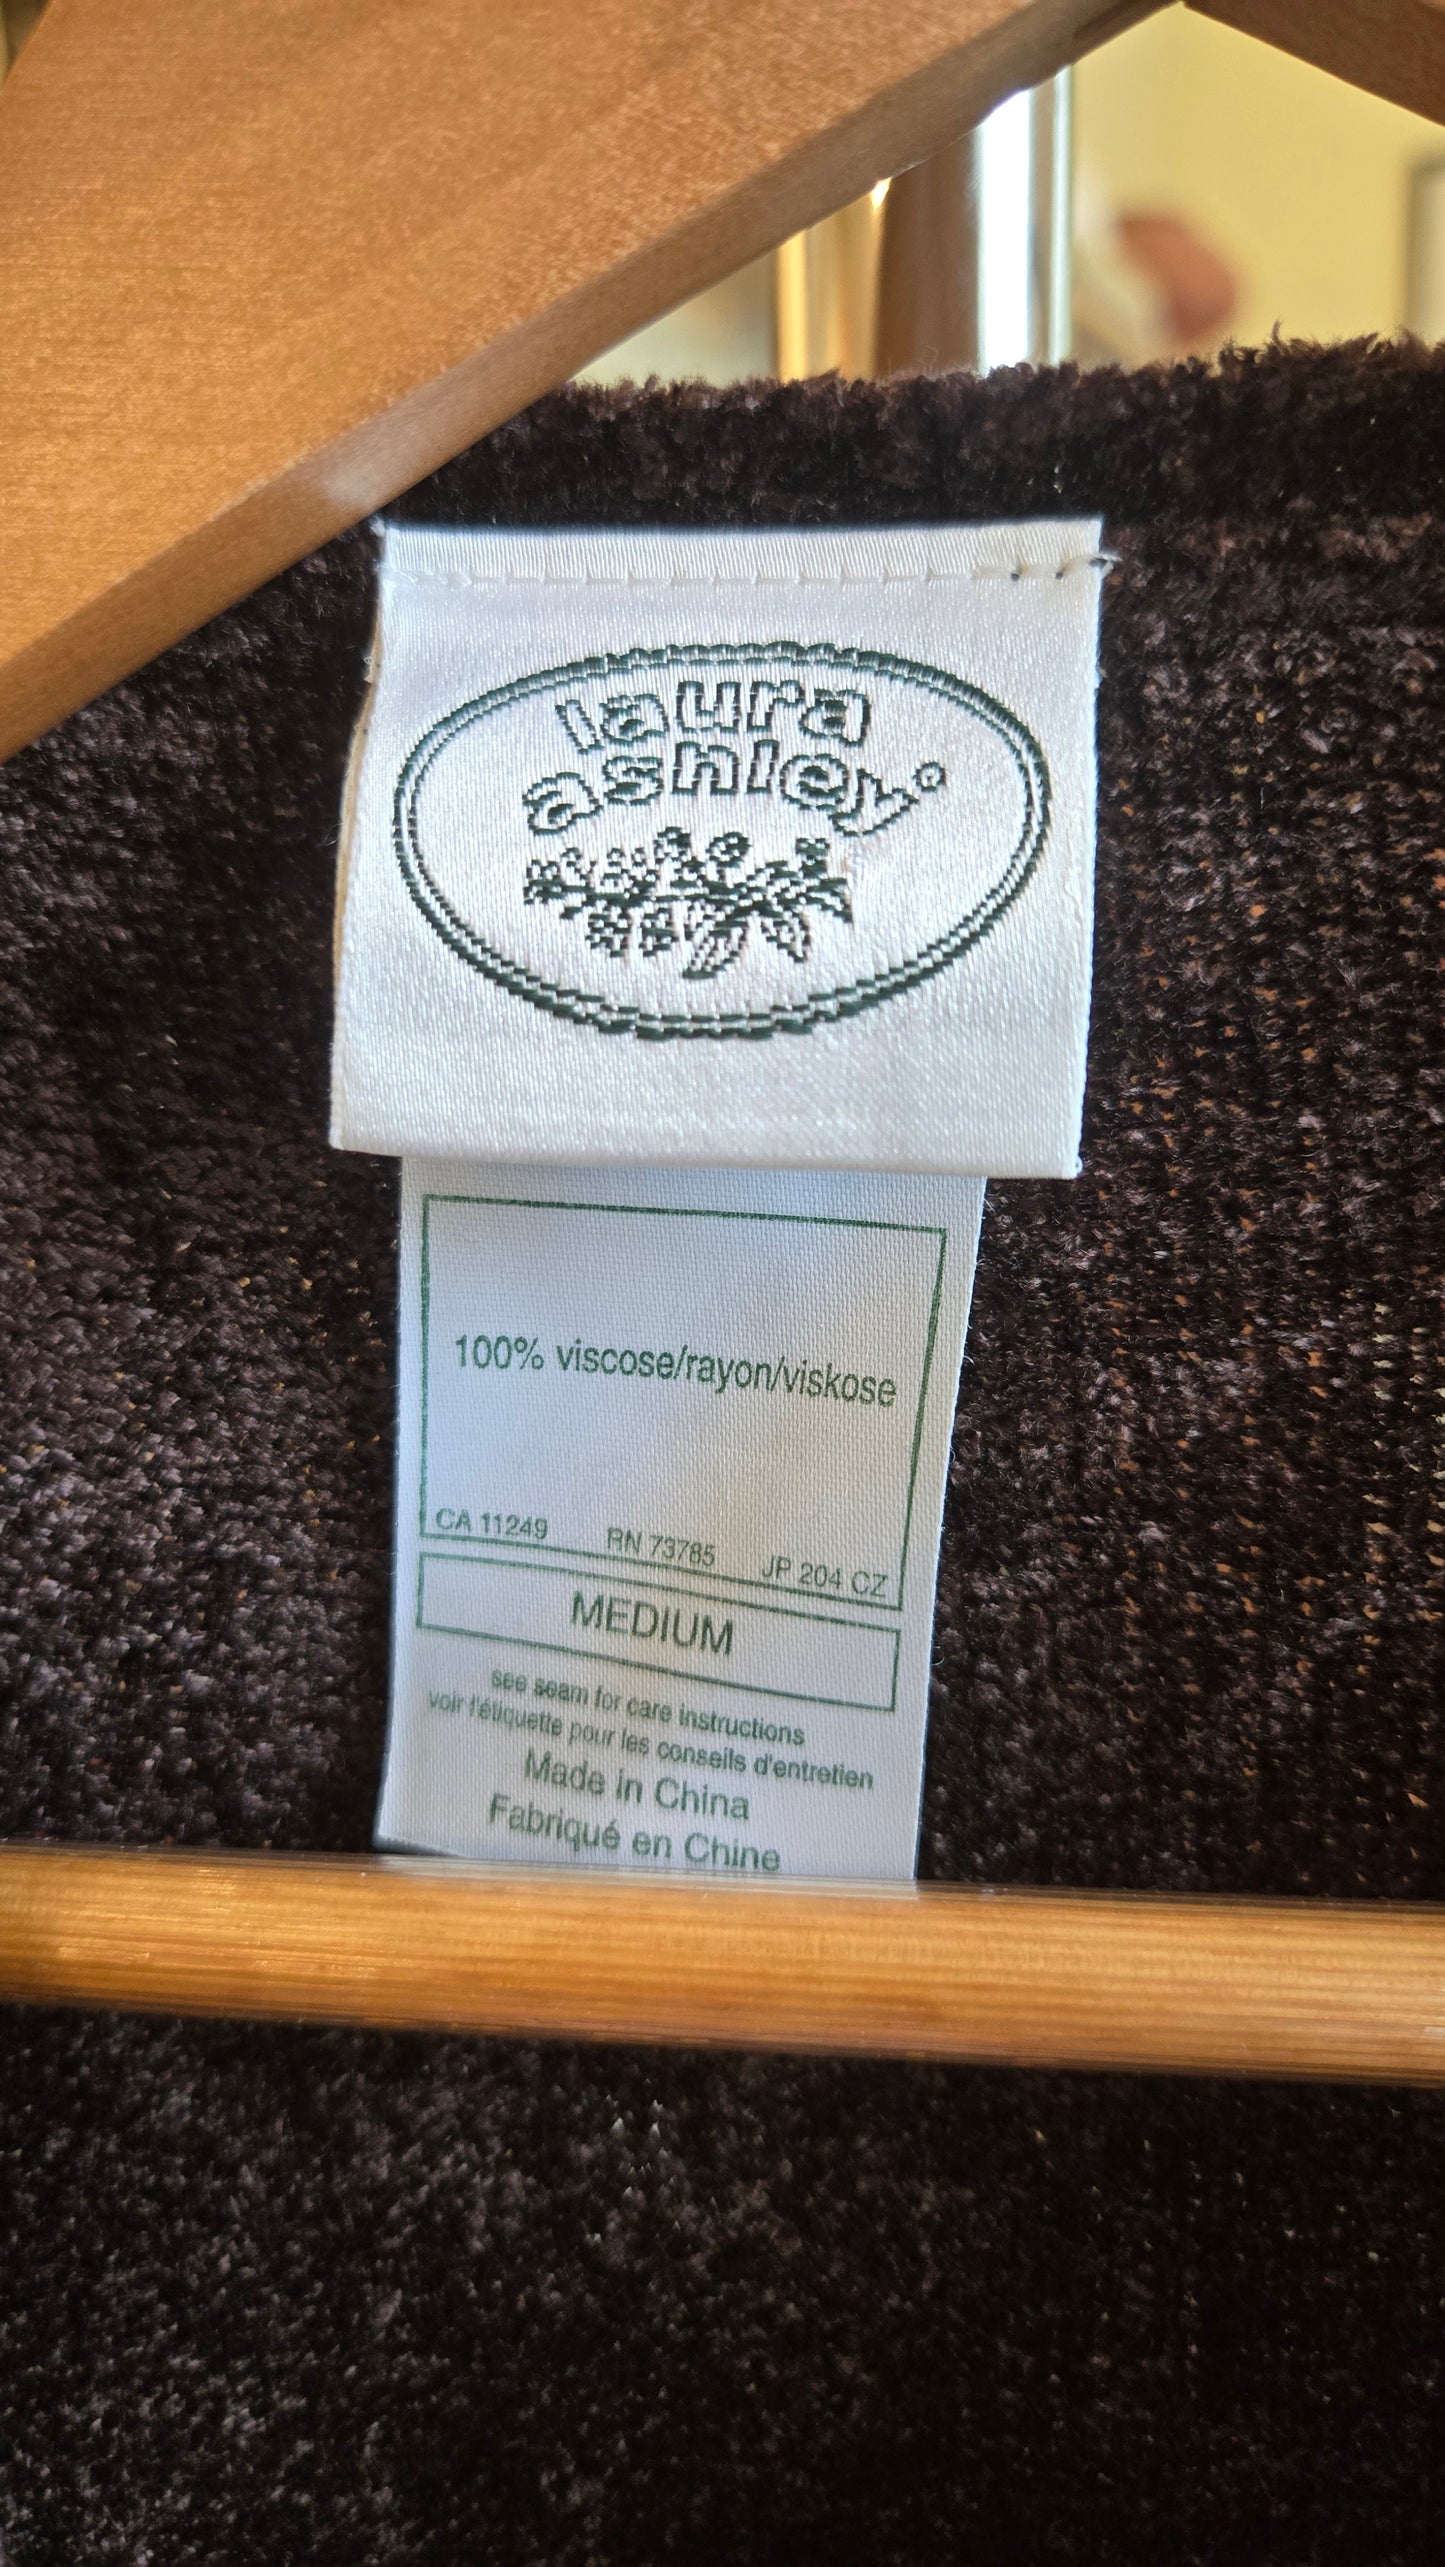 laura
ashley®
100% viscose/rayon/viskose
CA 11249 RN 73785 JP 204 CZ
MEDIUM
see seam for care instructions
voir l'étiquette pour les conseils d'entretien
Made in China
Fabriqué en Chine